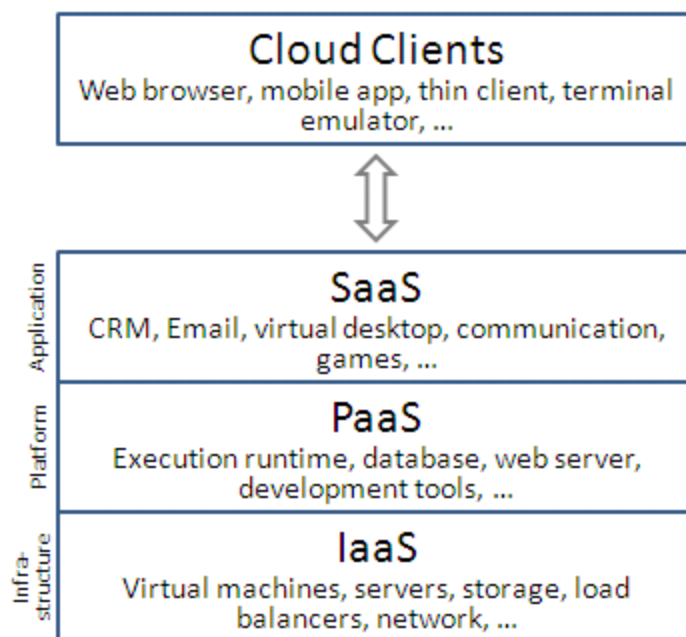 Cloud Clients
Web browser, mobile app, thin client, terminal
emulator, ...
Application
SaaS
CRM, Email, virtual desktop, communication,
games, ...
Platform
PaaS
Execution runtime, database, web server,
development tools, ...
Infra-
structure
IaaS
Virtual machines, servers, storage, load
balancers, network, ...